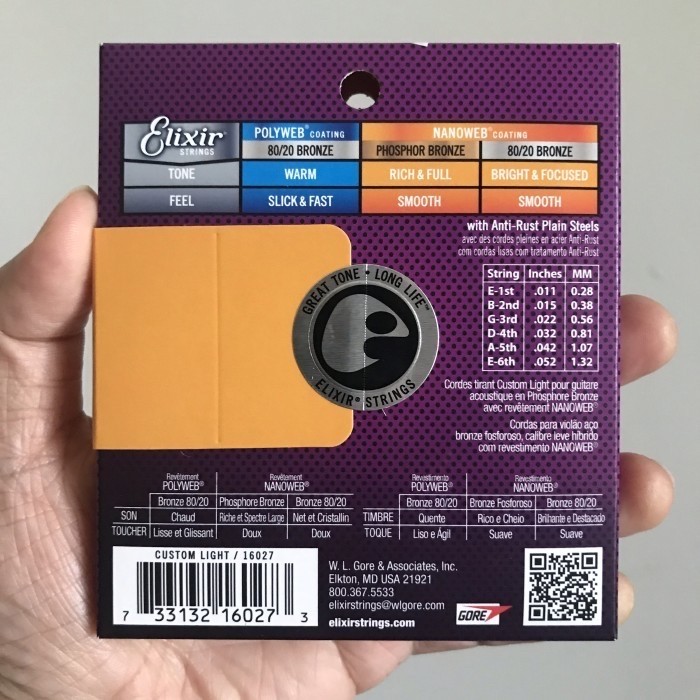 Elixir®
STRINGS
POLYWEB® COATING NANOWEB® COATING
80/20 BRONZE PHOSPHOR BRONZE 80/20 BRONZE
TONE WARM RICH & FULL BRIGHT & FOCUSED
FEEL SLICK & FAST SMOOTH SMOOTH
with Anti-Rust Plain Steels
avec des cordes pleines en acier Anti-Rust
com cordas lisas com tratamento Anti-Rust
GREAT TONE • LONG LIFE™
ELIXIR® STRINGS
String Inches MM
E-1st .011 0.28
B-2nd .015 0.38
G-3rd .022 0.56
D-4th .032 0.81
A-5th .042 1.07
E-6th .052 1.32
Cordes tirant Custom Light pour guitare
acoustique en Phosphore Bronze
avec revêtement NANOWEB®
Cordas para violão aço
bronze fosforoso, calibre leve híbrido
com revestimento NANOWEB®
Revêtement POLYWEB® Revêtement NANOWEB®
Bronze 80/20 Phosphore Bronze Bronze 80/20
SON Chaud Riche et Spectre Large Net et Cristallin
TOUCHER Lisse et Glissant Doux Doux
Revestimento POLYWEB® Revestimento NANOWEB®
Bronze 80/20 Bronze Fosforoso Bronze 80/20
TIMBRE Quente Rico e Cheio Brilhante e Destacado
TOQUE Liso e Ágil Suave Suave
CUSTOM LIGHT / 16027
7 33132 16027 3
W. L. Gore & Associates, Inc.
Elkton, MD USA 21921
800.367.5533
elixirstrings@wlgore.com
elixirstrings.com
GORE